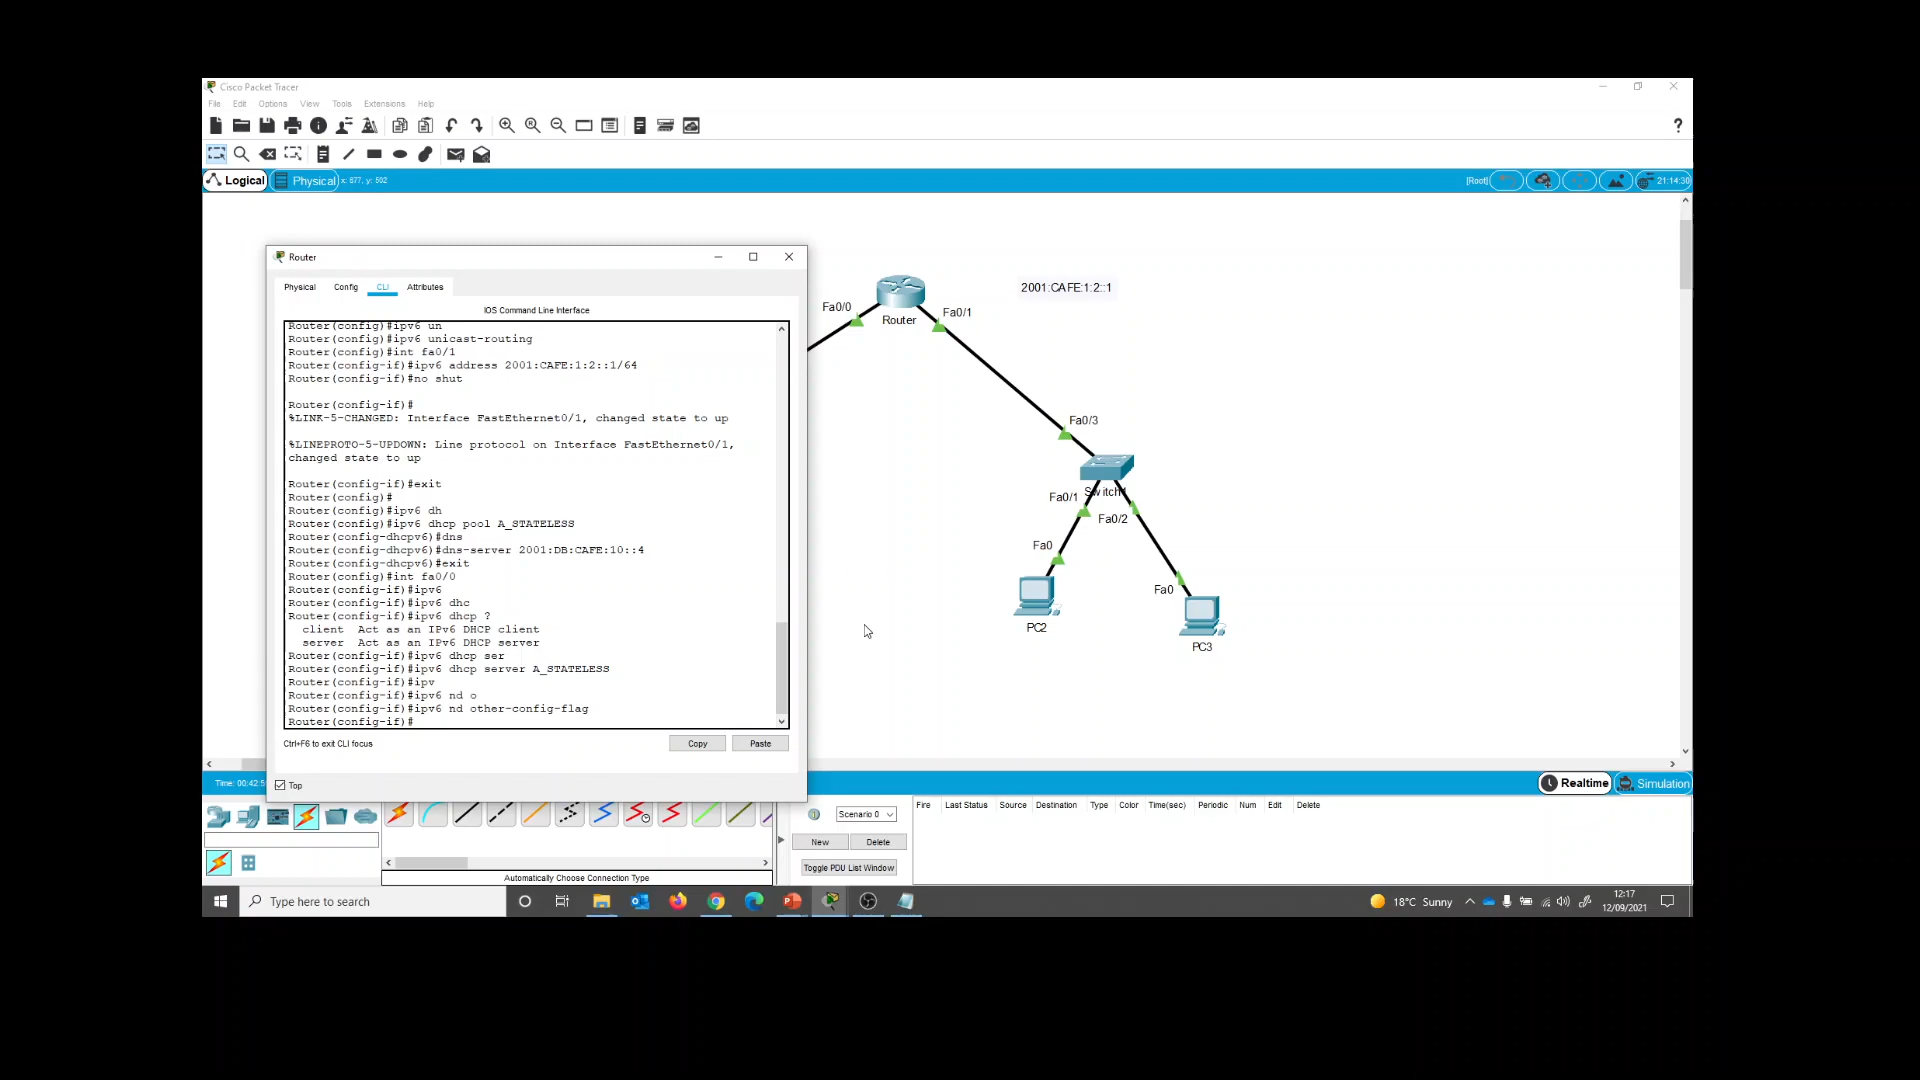 Cisco Packet Tracer
File Edit Options View Tools Extensions Help
?
Logical Physical x: 877, y: 502 [Root] 21:14:30
Router
Physical Config CLI Attributes
IOS Command Line Interface
Router(config)#ipv6 un
Router(config)#ipv6 unicast-routing
Router(config)#int fa0/1
Router(config-if)#ipv6 address 2001:CAFE:1:2::1/64
Router(config-if)#no shut
Router(config-if)#
%LINK-5-CHANGED: Interface FastEthernet0/1, changed state to up
%LINEPROTO-5-UPDOWN: Line protocol on Interface FastEthernet0/1,
changed state to up
Router(config-if)#exit
Router(config)#
Router(config)#ipv6 dh
Router(config)#ipv6 dhcp pool A_STATELESS
Router(config-dhcpv6)#dns
Router(config-dhcpv6)#dns-server 2001:DB:CAFE:10::4
Router(config-dhcpv6)#exit
Router(config)#int fa0/0
Router(config-if)#ipv6
Router(config-if)#ipv6 dhc
Router(config-if)#ipv6 dhcp ?
client Act as an IPv6 DHCP client
server Act as an IPv6 DHCP server
Router(config-if)#ipv6 dhcp ser
Router(config-if)#ipv6 dhcp server A_STATELESS
Router(config-if)#ipv
Router(config-if)#ipv6 nd o
Router(config-if)#ipv6 nd other-config-flag
Router(config-if)#
Ctrl+F6 to exit CLI focus Copy Paste
Top
Fa0/0
Router
Fa0/1
2001:CAFE:1:2::1
Fa0/3
Switch1
Fa0/1
Fa0/2
Fa0
PC2
Fa0
PC3
Time: 00:42:5
Realtime Simulation
Scenario 0
New Delete
Toggle PDU List Window
Fire Last Status Source Destination Type Color Time(sec) Periodic Num Edit Delete
Automatically Choose Connection Type
Type here to search
18°C Sunny
12:17
12/09/2021